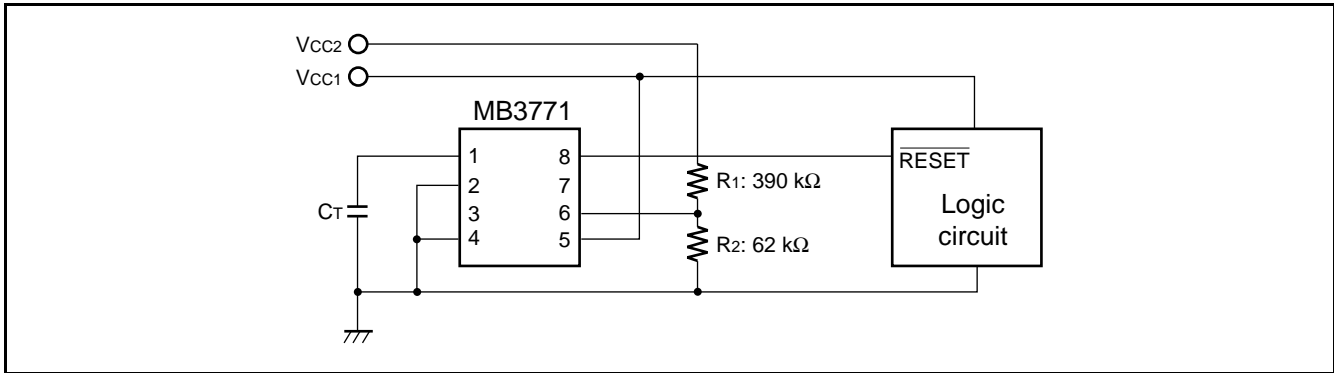 VCC2
VCC1
MB3771
1 8
2 7
3 6
4 5
CT
R1: 390 kΩ
R2: 62 kΩ
RESET
Logic
circuit